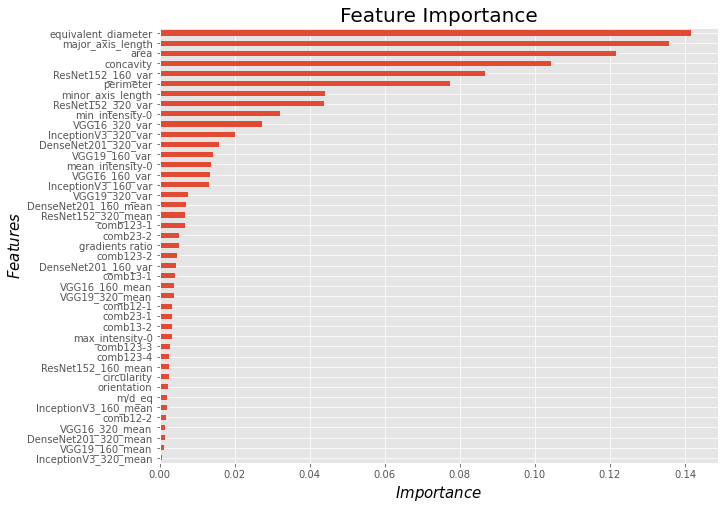 Feature Importance
equivalent_diameter
major_axis_length
area
concavity
ResNet152_160_var
perimeter
minor_axis_length
ResNet152_320_var
min_intensity-0
VGG16_320_var
InceptionV3_320_var
DenseNet201_320_var
VGG19_160_var
mean_intensity-0
VGG16_160_var
InceptionV3_160_var
VGG19_320_var
DenseNet201_160_mean
ResNet152_320_mean
comb123-1
comb23-2
gradients ratio
comb123-2
DenseNet201_160_var
comb13-1
VGG16_160_mean
VGG19_320_mean
comb12-1
comb23-1
comb13-2
max_intensity-0
comb123-3
comb123-4
ResNet152_160_mean
circularity
orientation
m/d_eq
InceptionV3_160_mean
comb12-2
VGG16_320_mean
DenseNet201_320_mean
VGG19_160_mean
InceptionV3_320_mean
Features
0.00 0.02 0.04 0.06 0.08 0.10 0.12 0.14
Importance